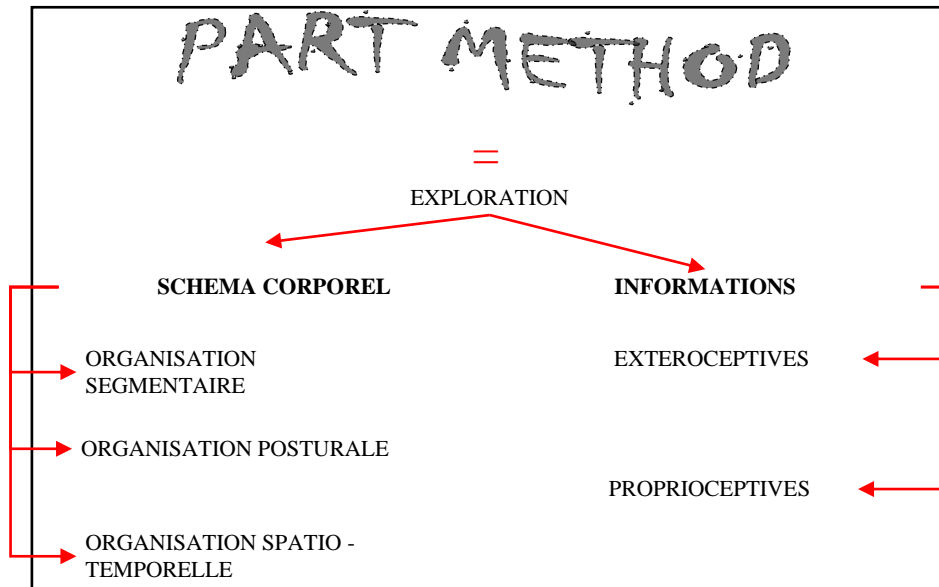 PART METHOD
=
EXPLORATION
SCHEMA CORPOREL
INFORMATIONS
ORGANISATION
SEGMENTAIRE
EXTEROCEPTIVES
ORGANISATION POSTURALE
PROPRIOCEPTIVES
ORGANISATION SPATIO -
TEMPORELLE